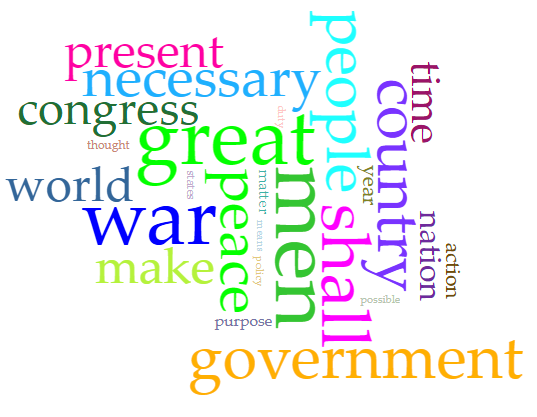 present
necessary
people
time
congress
country
great
duty
thought
world
states
matter
men
year
war
peace
shall
nation
means
policy
action
make
possible
purpose
government